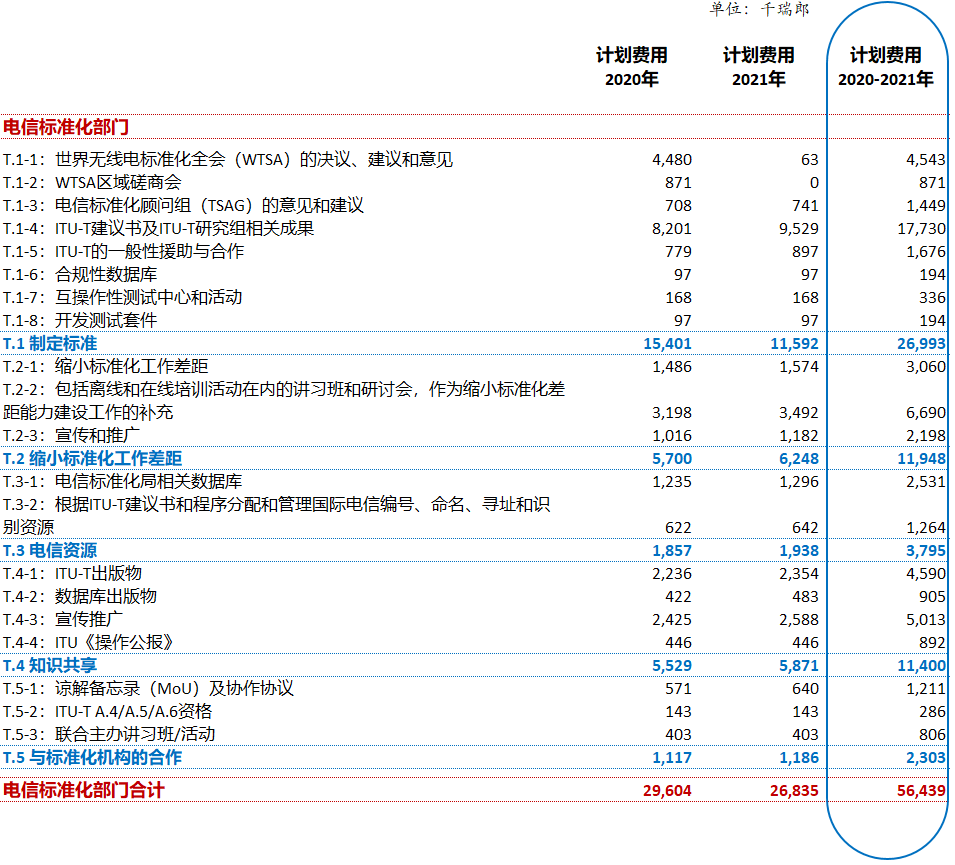 单位：千瑞郎
计划费用 计划费用 计划费用
2020年 2021年 2020-2021年
电信标准化部门
T.1-1：世界无线电标准化全会（WTSA）的决议、建议和意见 4,480 63 4,543
T.1-2：WTSA区域磋商会 871 0 871
T.1-3：电信标准化顾问组（TSAG）的意见和建议 708 741 1,449
T.1-4：ITU-T建议书及ITU-T研究组相关成果 8,201 9,529 17,730
T.1-5：ITU-T的一般性援助与合作 779 897 1,676
T.1-6：合规性数据库 97 97 194
T.1-7：互操作性测试中心和活动 168 168 336
T.1-8：开发测试套件 97 97 194
T.1 制定标准 15,401 11,592 26,993
T.2-1：缩小标准化工作差距 1,486 1,574 3,060
T.2-2：包括离线和在线培训活动在内的讲习班和研讨会，作为缩小标准化差
距能力建设工作的补充 3,198 3,492 6,690
T.2-3：宣传和推广 1,016 1,182 2,198
T.2 缩小标准化工作差距 5,700 6,248 11,948
T.3-1：电信标准化局相关数据库 1,235 1,296 2,531
T.3-2：根据ITU-T建议书和程序分配和管理国际电信编号、命名、寻址和识
别资源 622 642 1,264
T.3 电信资源 1,857 1,938 3,795
T.4-1：ITU-T出版物 2,236 2,354 4,590
T.4-2：数据库出版物 422 483 905
T.4-3：宣传推广 2,425 2,588 5,013
T.4-4：ITU《操作公报》 446 446 892
T.4 知识共享 5,529 5,871 11,400
T.5-1：谅解备忘录（MoU）及协作协议 571 640 1,211
T.5-2：ITU-T A.4/A.5/A.6资格 143 143 286
T.5-3：联合主办讲习班/活动 403 403 806
T.5 与标准化机构的合作 1,117 1,186 2,303
电信标准化部门合计 29,604 26,835 56,439